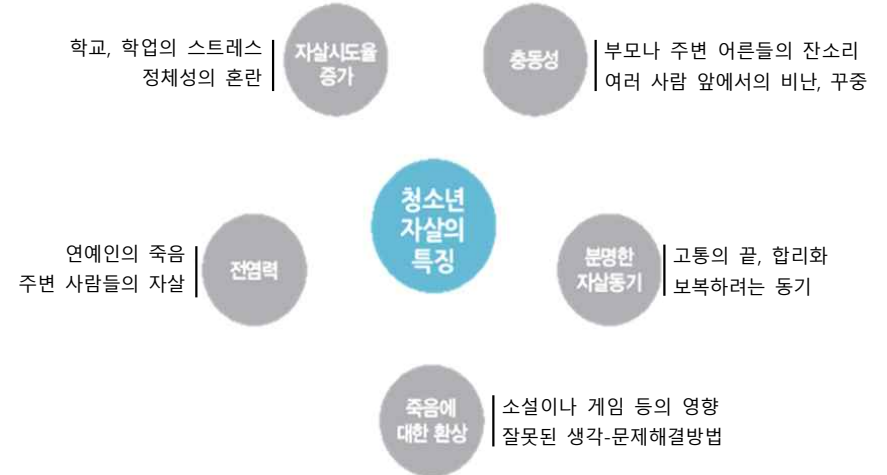 학교, 학업의 스트레스
정체성의 혼란
자살시도율
증가
충동성
부모나 주변 어른들의 잔소리
여러 사람 앞에서의 비난, 꾸중
청소년
자살의
특징
연예인의 죽음
주변 사람들의 자살
전염력
분명한
자살동기
고통의 끝, 합리화
보복하려는 동기
죽음에
대한 환상
소설이나 게임 등의 영향
잘못된 생각-문제해결방법